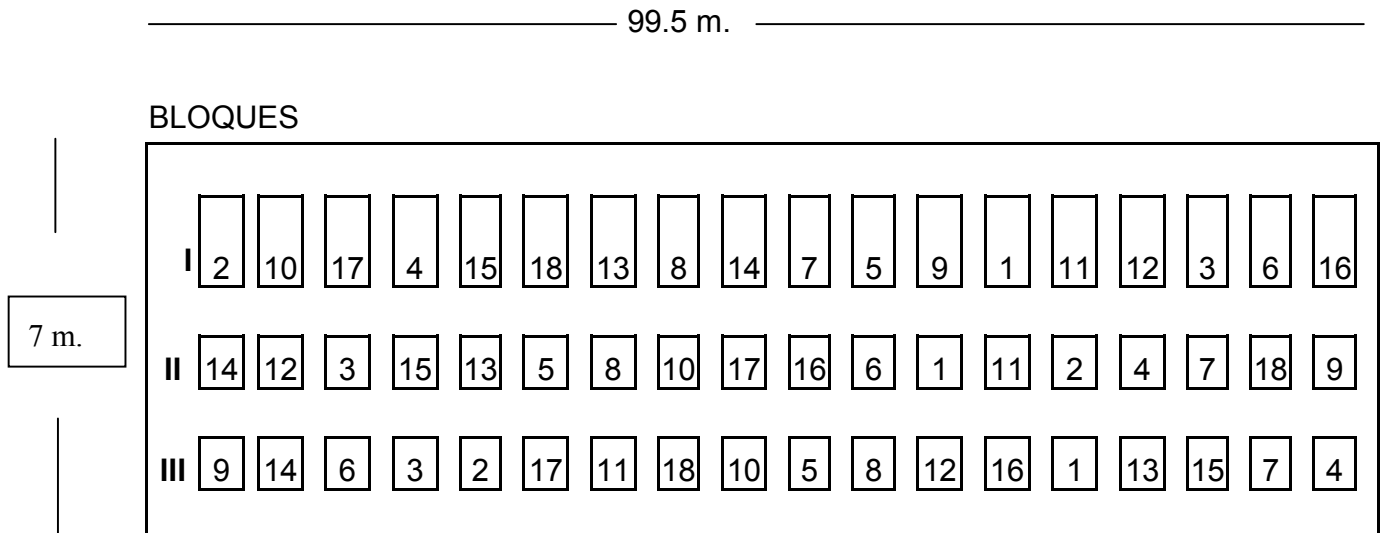 99.5 m.
BLOQUES
I 2 10 17 4 15 18 13 8 14 7 5 9 1 11 12 3 6 16
7 m.
II 14 12 3 15 13 5 8 10 17 16 6 1 11 2 4 7 18 9
III 9 14 6 3 2 17 11 18 10 5 8 12 16 1 13 15 7 4